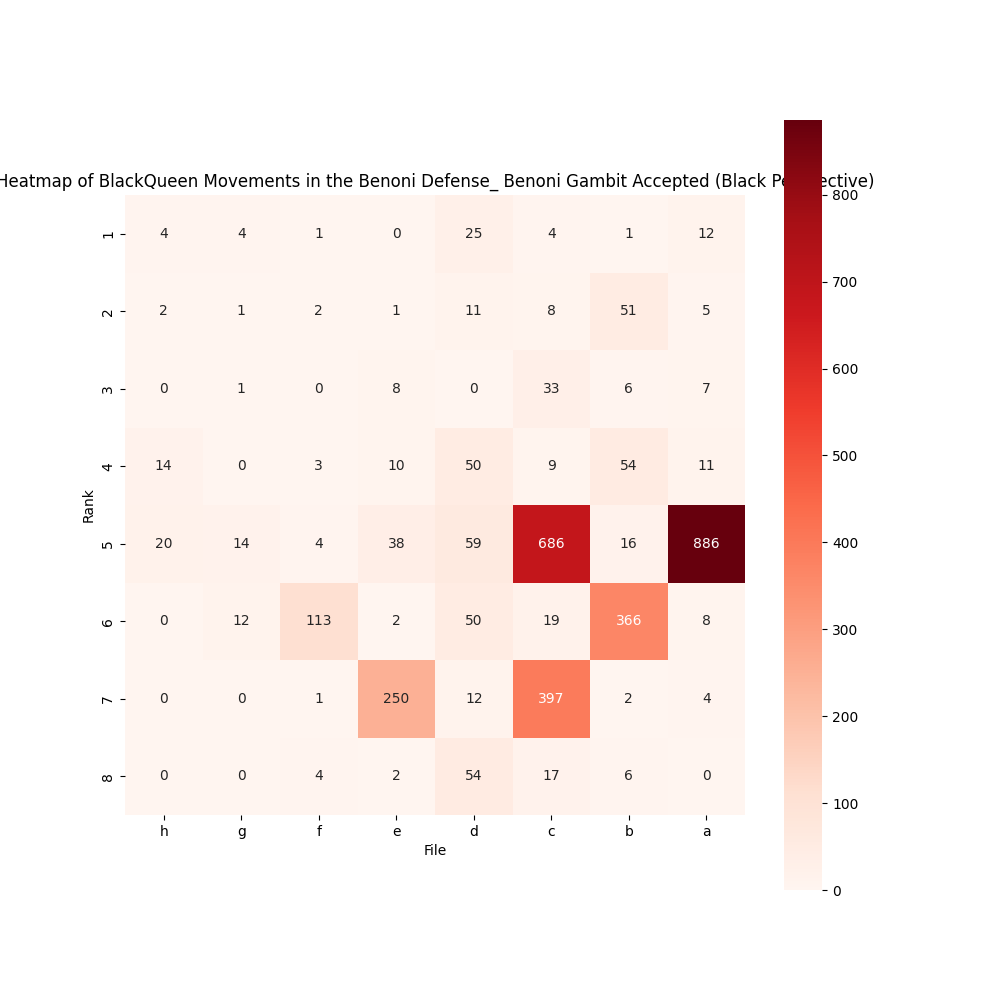 Heatmap of BlackQueen Movements in the Benoni Defense_ Benoni Gambit Accepted (Black P ective)
1 4 4 1 0 25 4 1 12
2 2 1 2 1 11 8 51 5
3 0 1 0 8 0 33 6 7
4 14 0 3 10 50 9 54 11
5 20 14 4 38 59 686 16 886
6 0 12 113 2 50 19 366 8
7 0 0 1 250 12 397 2 4
8 0 0 4 2 54 17 6 0
h g f e d c b a
File
Rank
800
700
600
500
400
300
200
100
0